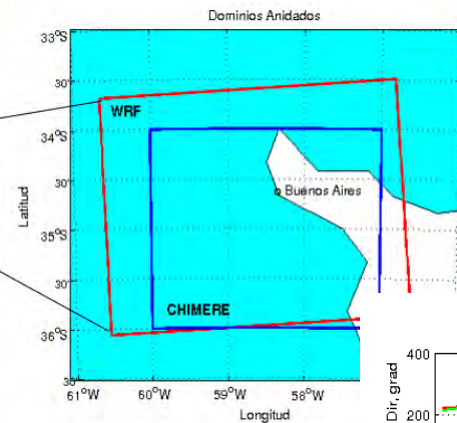 Dominios Anidados
33°S
30'
WRF
34°S
30'
Buenos Aires
Latitud
35°S
30'
CHIMERE
36°S
30'
61°W
60°W
59°W
58°W
Longitud
400
Dir, grad
200